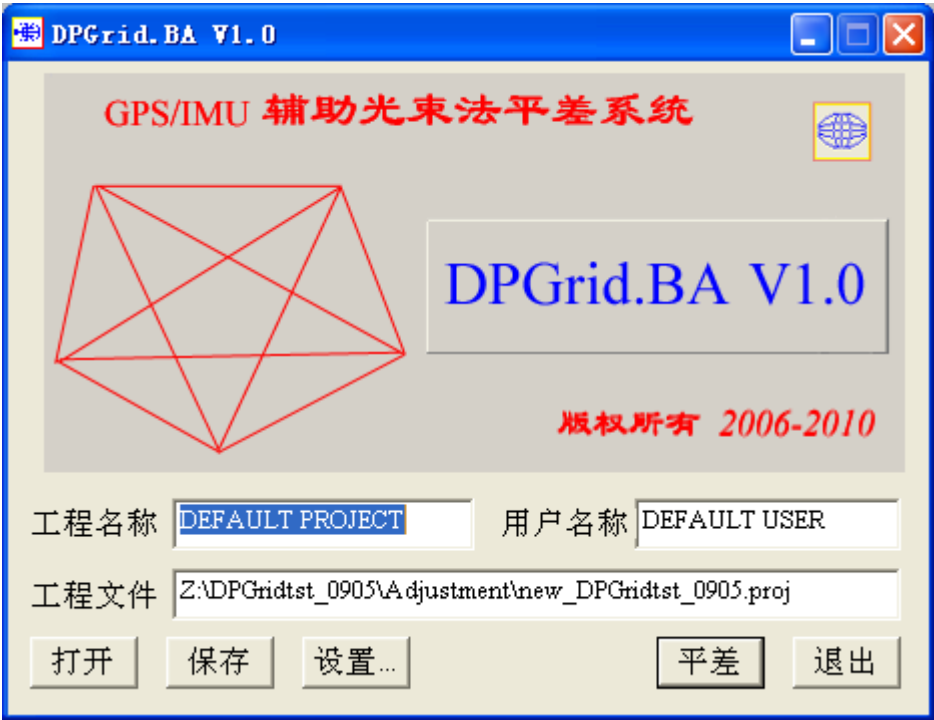 DPGrid.BA V1.0
GPS/IMU 辅助光束法平差系统
DPGrid.BA V1.0
版权所有 2006-2010
工程名称 DEFAULT PROJECT 用户名称 DEFAULT USER
工程文件 Z:\DPGridtst_0905\Adjustment\new_DPGridtst_0905.proj
打开 保存 设置... 平差 退出